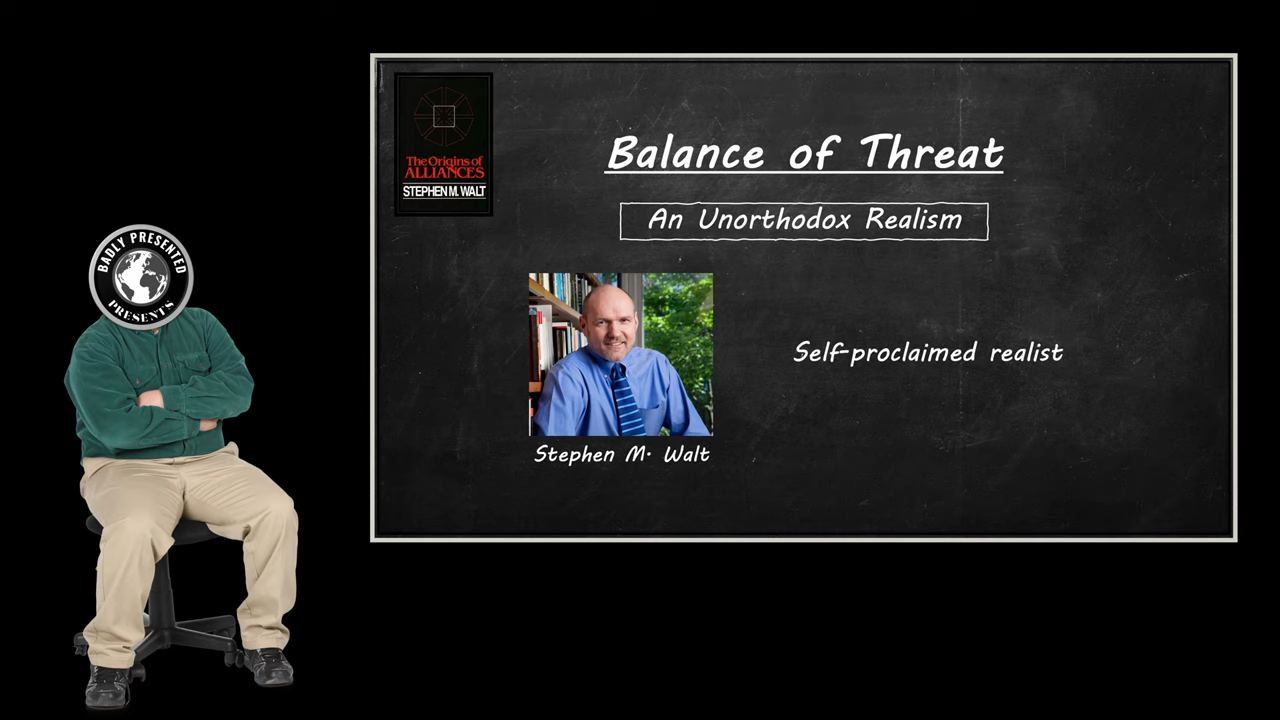 The Origins of
ALLIANCES
STEPHEN M. WALT
Balance of Threat
An Unorthodox Realism
BADLY PRESENTED
PRESENTS
Self-proclaimed realist
Stephen M. Walt